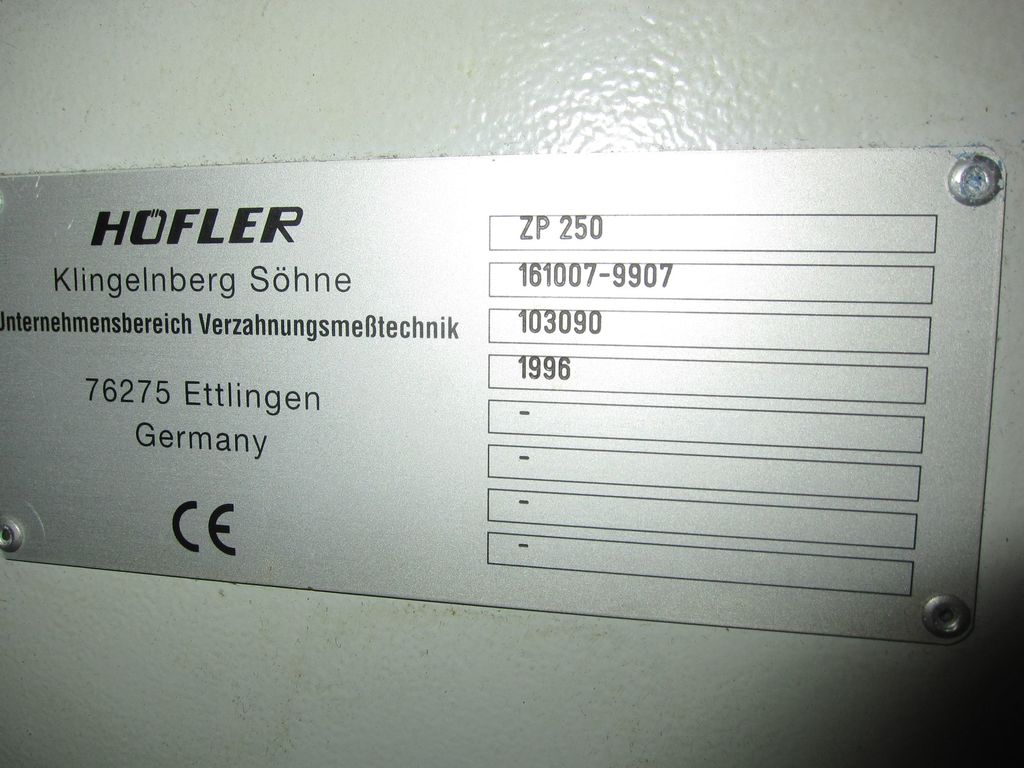 HÖFLER
Klingelnberg Söhne
Unternehmensbereich Verzahnungsmeßtechnik
76275 Ettlingen
Germany
CE
ZP 250
161007-9907
103090
1996
-
-
-
-